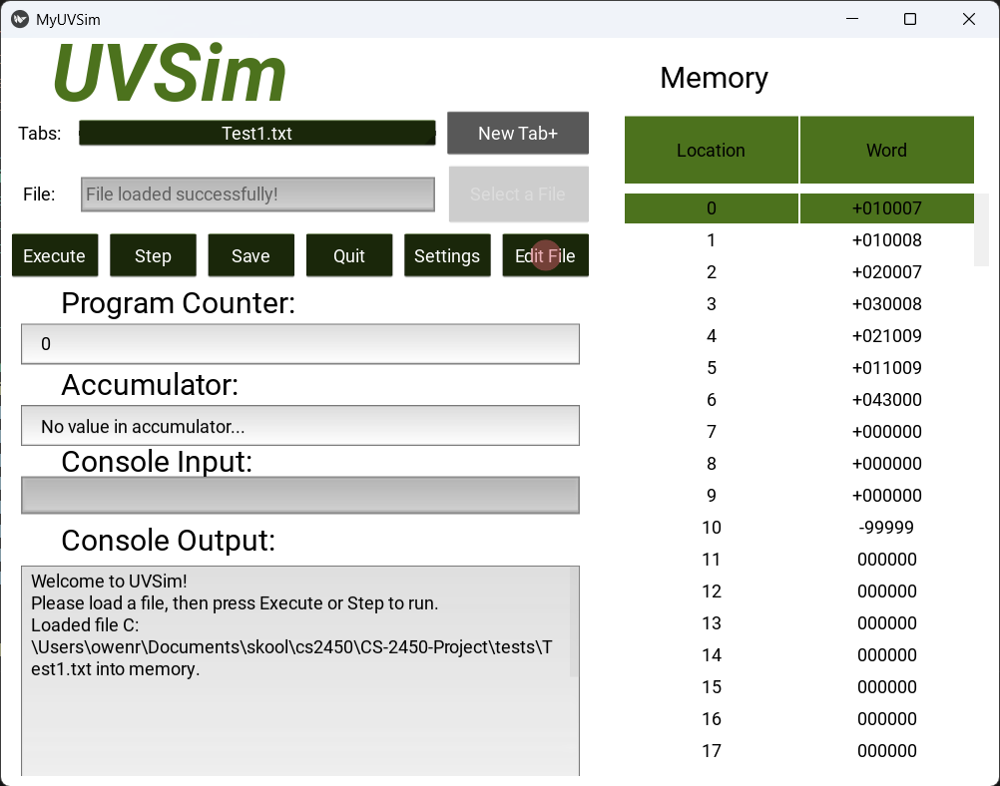 MyUVSim
UVSim
Tabs:
Test1.txt
New Tab+
File:
File loaded successfully!
Select a File
Execute
Step
Save
Quit
Settings
Edit File
Program Counter:
0
Accumulator:
No value in accumulator...
Console Input:
Console Output:
Welcome to UVSim!
Please load a file, then press Execute or Step to run.
Loaded file C:
\Users\owenr\Documents\skool\cs2450\CS-2450-Project\tests\T
est1.txt into memory.
Memory
Location Word
0 +010007
1 +010008
2 +020007
3 +030008
4 +021009
5 +011009
6 +043000
7 +000000
8 +000000
9 +000000
10 -99999
11 000000
12 000000
13 000000
14 000000
15 000000
16 000000
17 000000